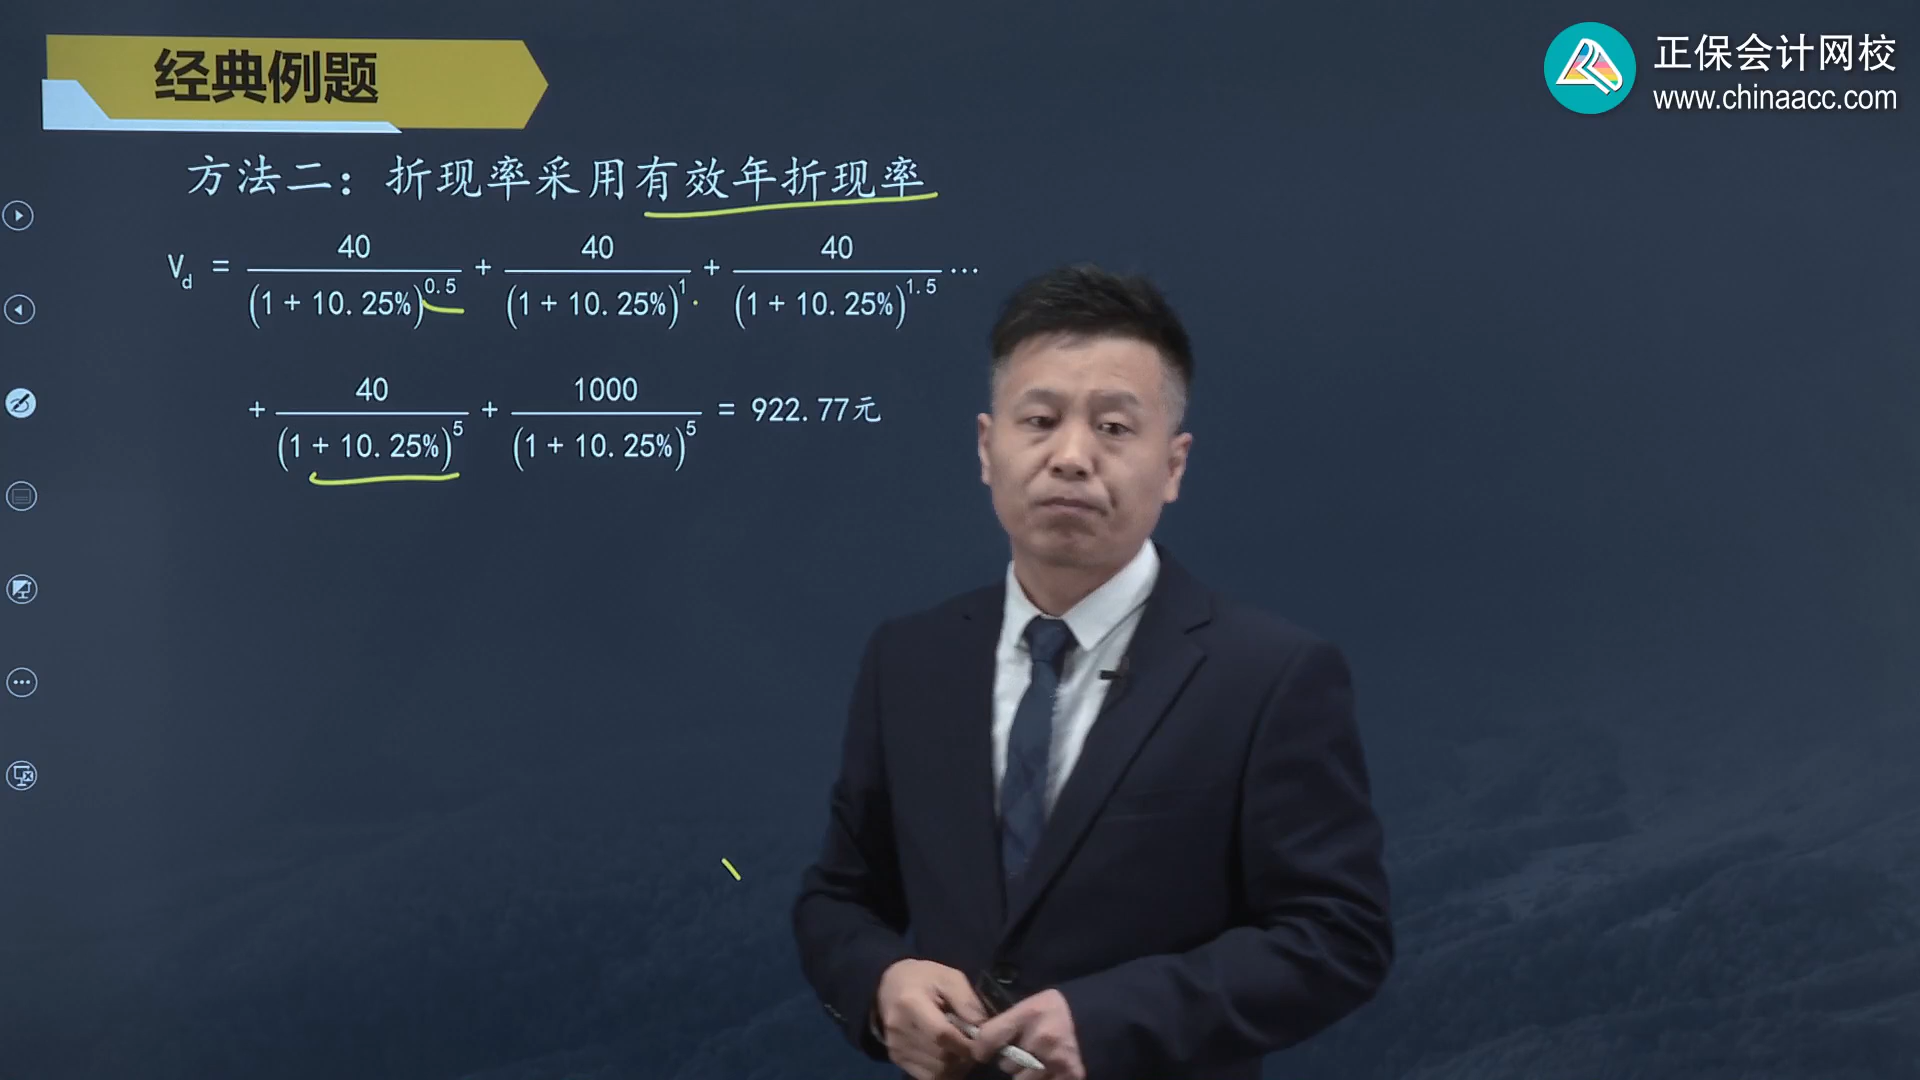 经典例题
正保会计网校
www.chinaacc.com
方法二：折现率采用有效年折现率
V_d = 40/(1+10.25%)^0.5 + 40/(1+10.25%)^1 + 40/(1+10.25%)^1.5 …
+ 40/(1+10.25%)^5 + 1000/(1+10.25%)^5 = 922.77元